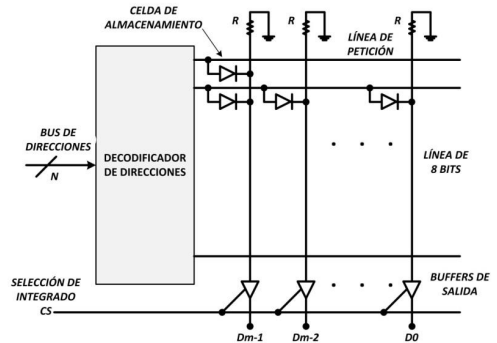 CELDA DE
ALMACENAMIENTO
R
R
R
LÍNEA DE
PETICIÓN
BUS DE
DIRECCIONES
N
DECODIFICADOR
DE DIRECCIONES
LÍNEA DE
8 BITS
SELECCIÓN DE
INTEGRADO
CS
BUFFERS DE
SALIDA
Dm-1
Dm-2
D0